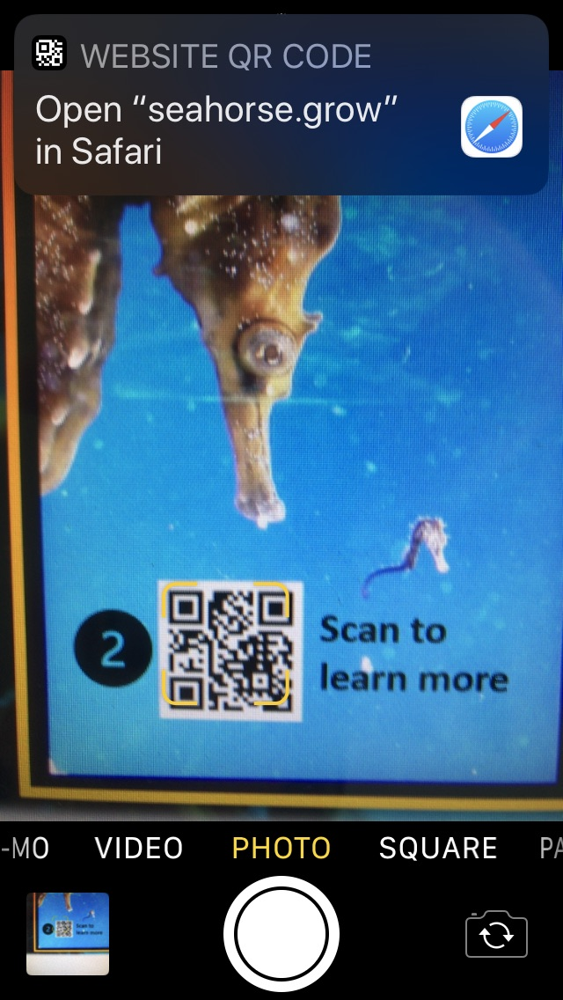 WEBSITE QR CODE
Open “seahorse.grow”
in Safari
2
Scan to
learn more
-MO
VIDEO
PHOTO
SQUARE
PA